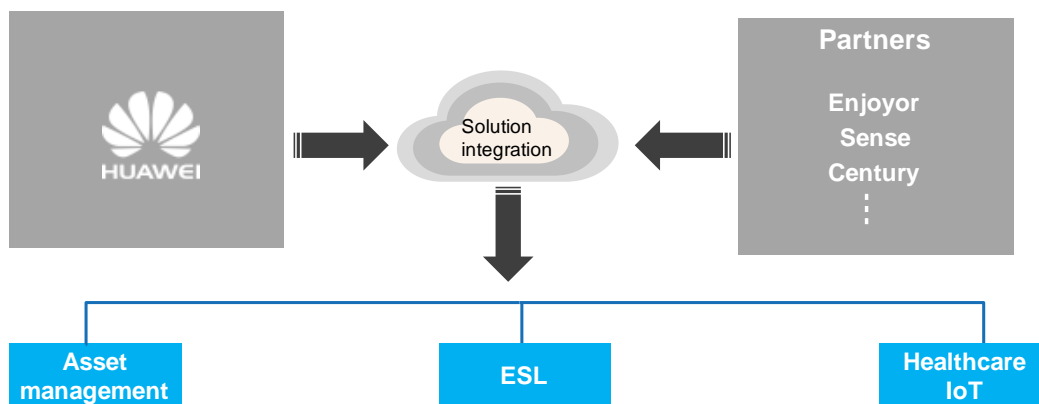 HUAWEI
Solution
integration
Partners
Enjoyor
Sense
Century
Asset
management
ESL
Healthcare
IoT